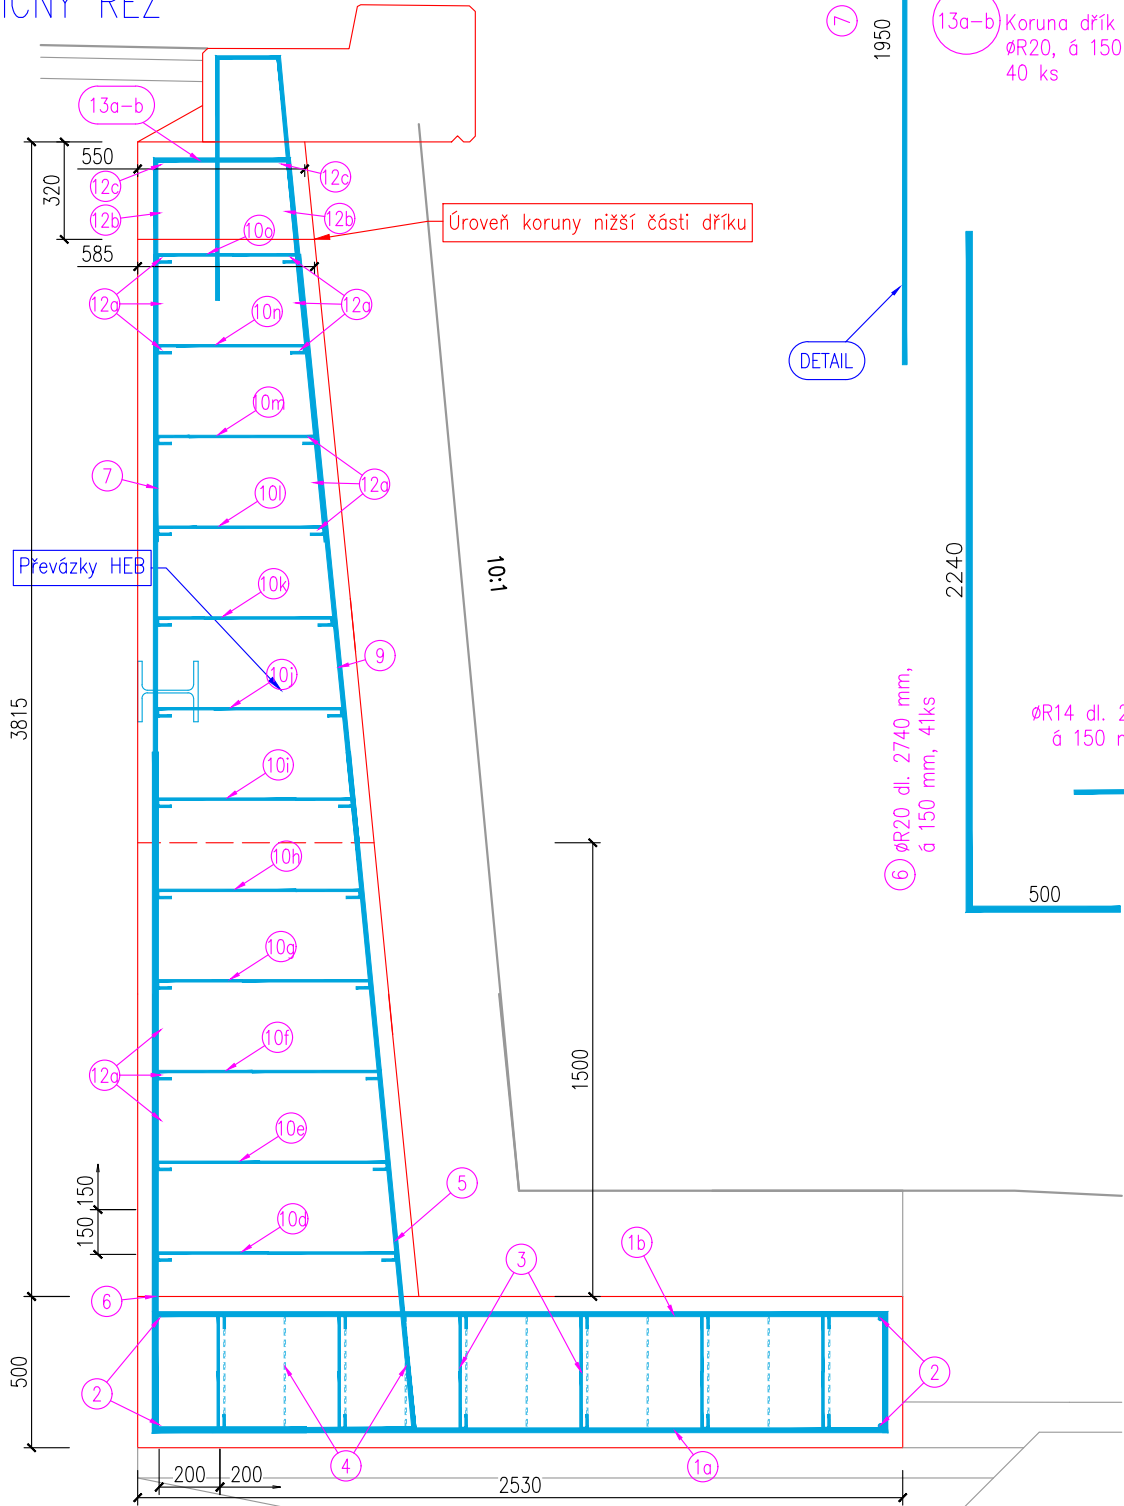 ICNÝ ŘEZ
7
1950
13a-b
Koruna dřík
øR20, á 150
40 ks
13a-b
550
320
12c
12c
12b
12b
10o
Úroveň koruny nižší části dříku
585
12a
12a
10n
DETAIL
10m
7
10l
12a
Převázky HEB
10k
10:1
2240
9
10j
3815
6
øR20 dl. 2740 mm,
á 150 mm, 41ks
øR14 dl. 2
á 150 m
10i
10h
500
10g
10f
12a
1500
10e
150
150
5
10d
1b
3
6
500
2
2
4
1a
200
200
2530